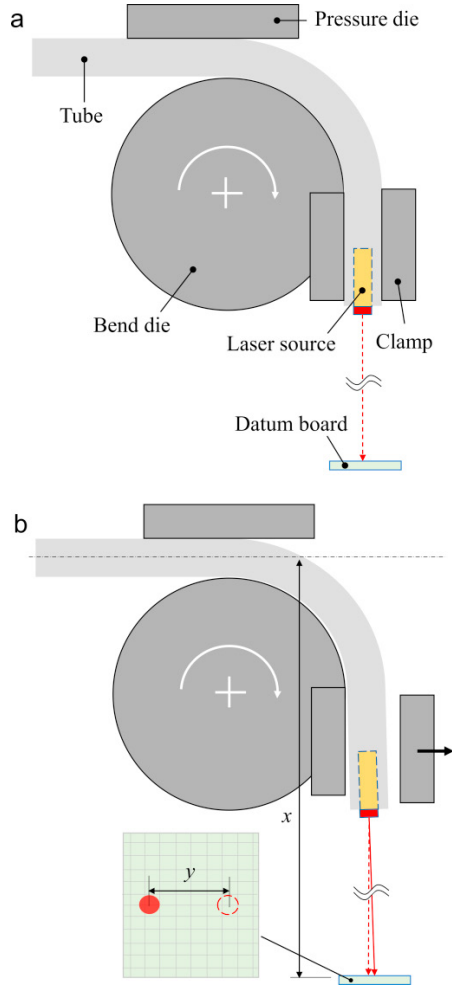 a
Pressure die
Tube
Bend die
Laser source
Clamp
Datum board
b
x
y